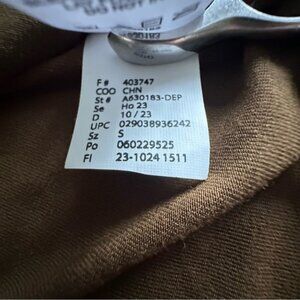 F# 403747
COO CHN
St# A630183-DEP
Se Ho 23
D 10 / 23
UPC 029038936242
Sz S
Po 060229525
FI 23-1024 1511